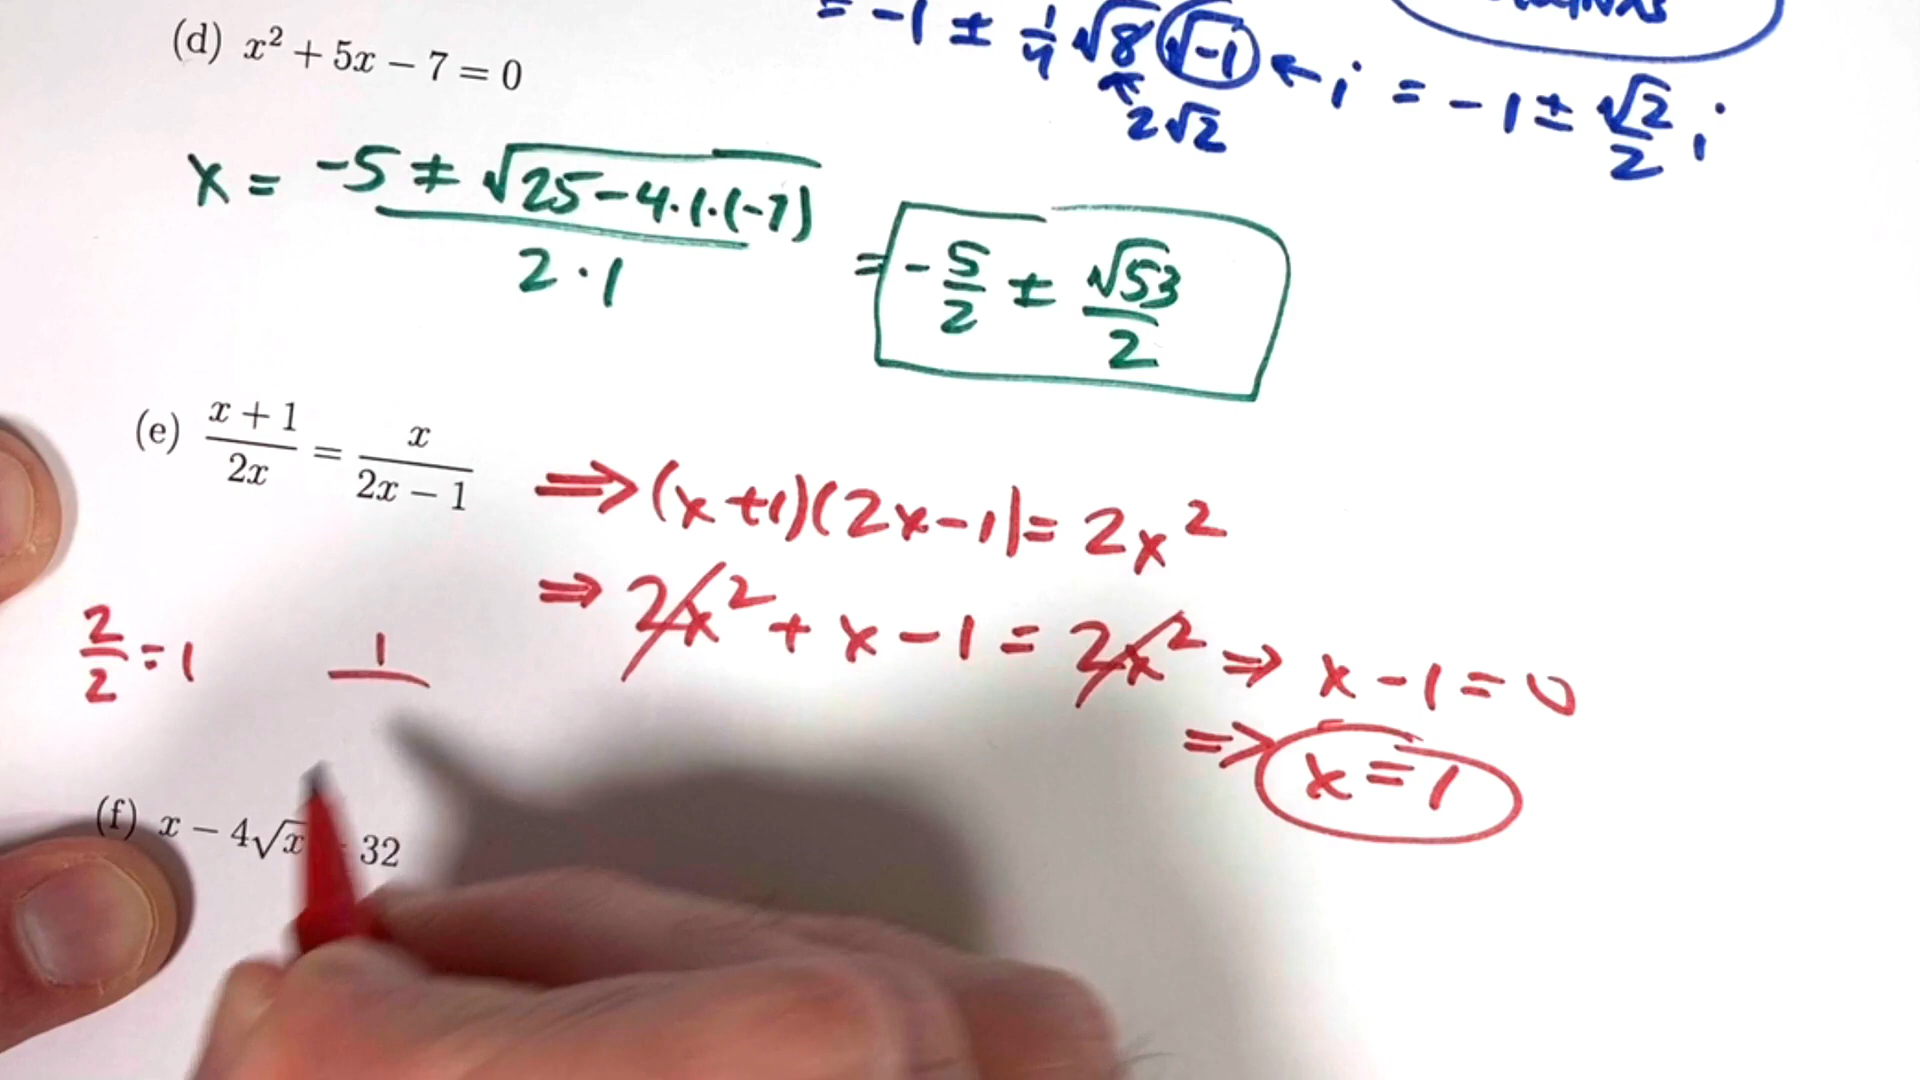 = -1 ± 1/4 √8 √-1 ← i = -1 ± √2/2 i
2√2
(d) x² + 5x − 7 = 0
x = -5 ± √25-4·1·(-7) / 2·1 = -5/2 ± √53/2
(e) x + 1 / 2x = x / 2x − 1
⇒ (x+1)(2x-1) = 2x²
⇒ 2x² + x - 1 = 2x² ⇒ x - 1 = 0
⇒ x = 1
2/2 = 1
1
(f) x − 4√x 32